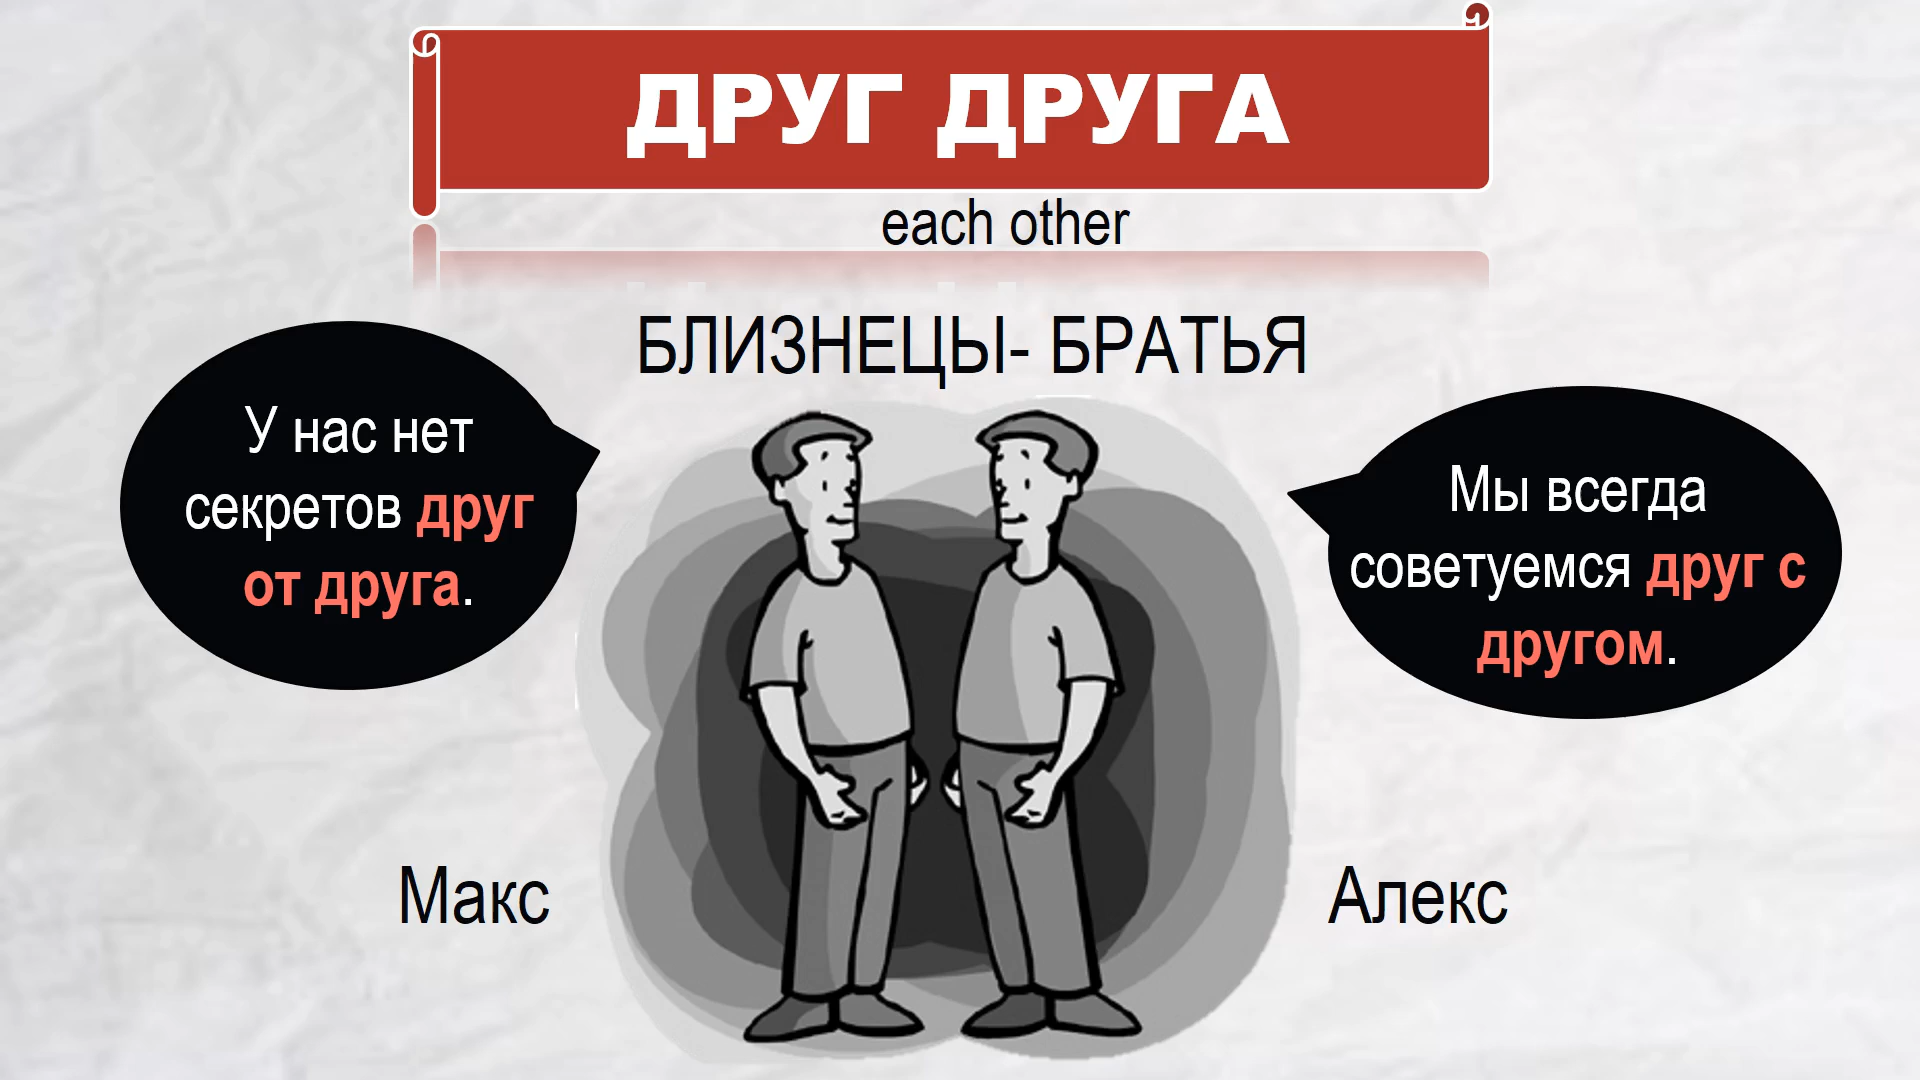 ДРУГ ДРУГА
each other
БЛИЗНЕЦЫ- БРАТЬЯ
У нас нет
секретов друг
от друга.
Мы всегда
советуемся друг с
другом.
Макс
Алекс